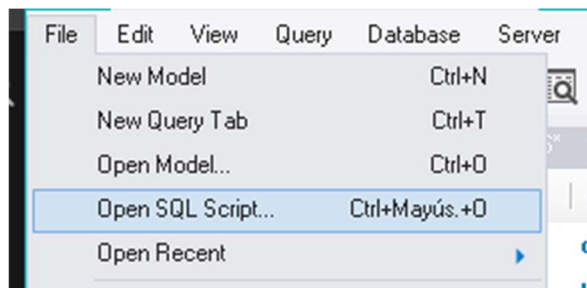 File Edit View Query Database Server
New Model Ctrl+N
New Query Tab Ctrl+T
Open Model... Ctrl+O
Open SQL Script... Ctrl+Mayús.+O
Open Recent